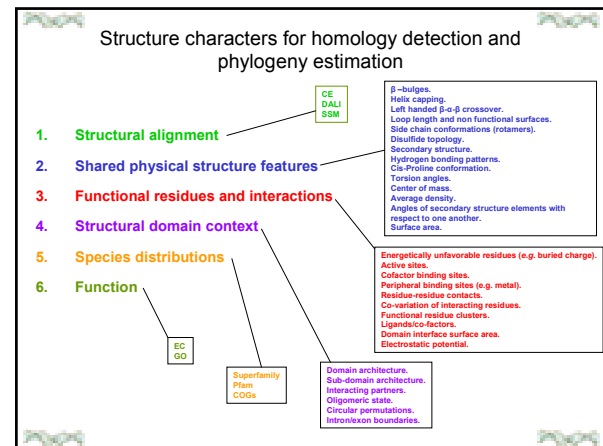 Structure characters for homology detection and
phylogeny estimation
CE
DALI
SSM
β –bulges.
Helix capping.
Left handed β-α-β crossover.
Loop length and non functional surfaces.
Side chain conformations (rotamers).
Disulfide topology.
Secondary structure.
Hydrogen bonding patterns.
Cis-Proline conformation.
Torsion angles.
Center of mass.
Average density.
Angles of secondary structure elements with
respect to one another.
Surface area.
1. Structural alignment
2. Shared physical structure features
3. Functional residues and interactions
4. Structural domain context
5. Species distributions
6. Function
Energetically unfavorable residues (e.g. buried charge).
Active sites.
Cofactor binding sites.
Peripheral binding sites (e.g. metal).
Residue-residue contacts.
Co-variation of interacting residues.
Functional residue clusters.
Ligands/co-factors.
Domain interface surface area.
Electrostatic potential.
EC
GO
Superfamily
Pfam
COGs
Domain architecture.
Sub-domain architecture.
Interacting partners.
Oligomeric state.
Circular permutations.
Intron/exon boundaries.